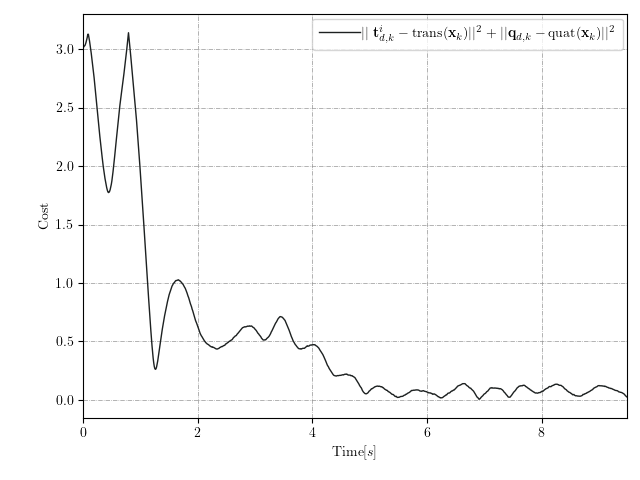 || 𝐭ⁱ_{d,k} − trans(𝐱_k)||² + ||𝐪_{d,k} − quat(𝐱_k)||²
3.0
2.5
2.0
1.5
1.0
0.5
0.0
Cost
0 2 4 6 8
Time[s]